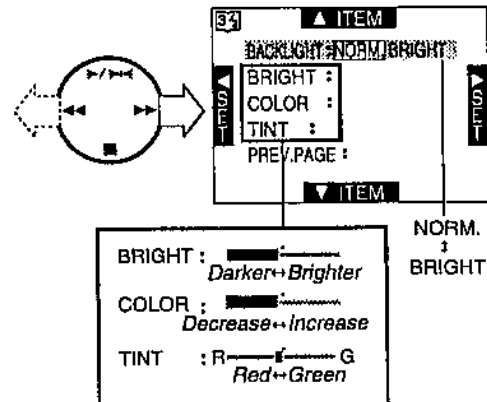 ▲ ITEM
BACKLIGHT: NORM. BRIGHT
BRIGHT :
COLOR :
TINT :
PREV.PAGE :
◀ SET
▶ SET
▼ ITEM
NORM.
↕
BRIGHT
BRIGHT :
Darker↔Brighter
COLOR :
Decrease↔Increase
TINT : R G
Red↔Green